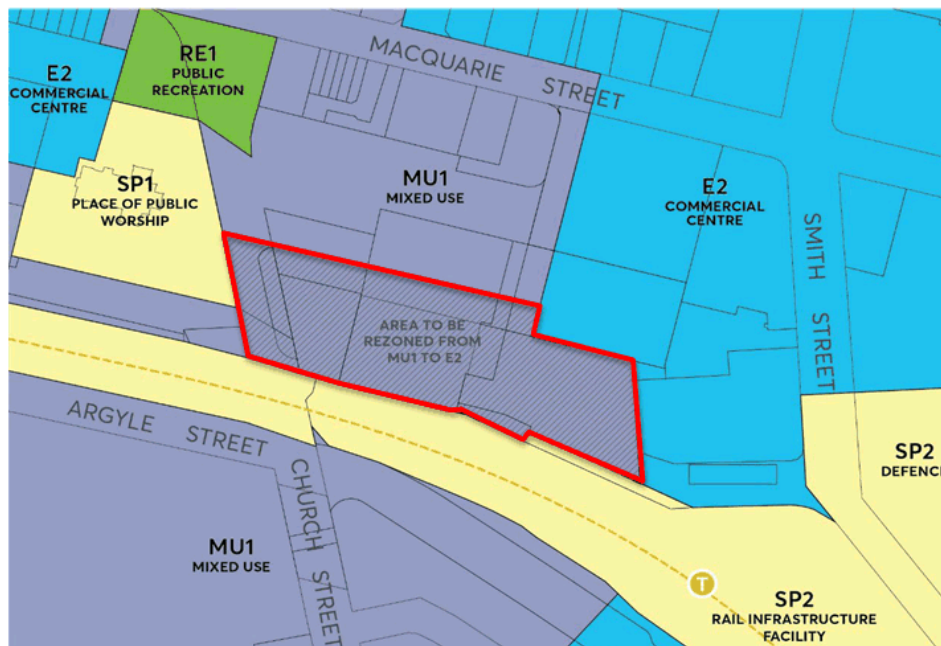 MACQUARIE STREET
RE1
PUBLIC
RECREATION
E2
COMMERCIAL
CENTRE
SP1
PLACE OF PUBLIC
WORSHIP
MU1
MIXED USE
E2
COMMERCIAL
CENTRE
SMITH STREET
AREA TO BE
REZONED FROM
MU1 TO E2
ARGYLE STREET
CHURCH STREET
SP2
DEFENC
MU1
MIXED USE
T
SP2
RAIL INFRASTRUCTURE
FACILITY